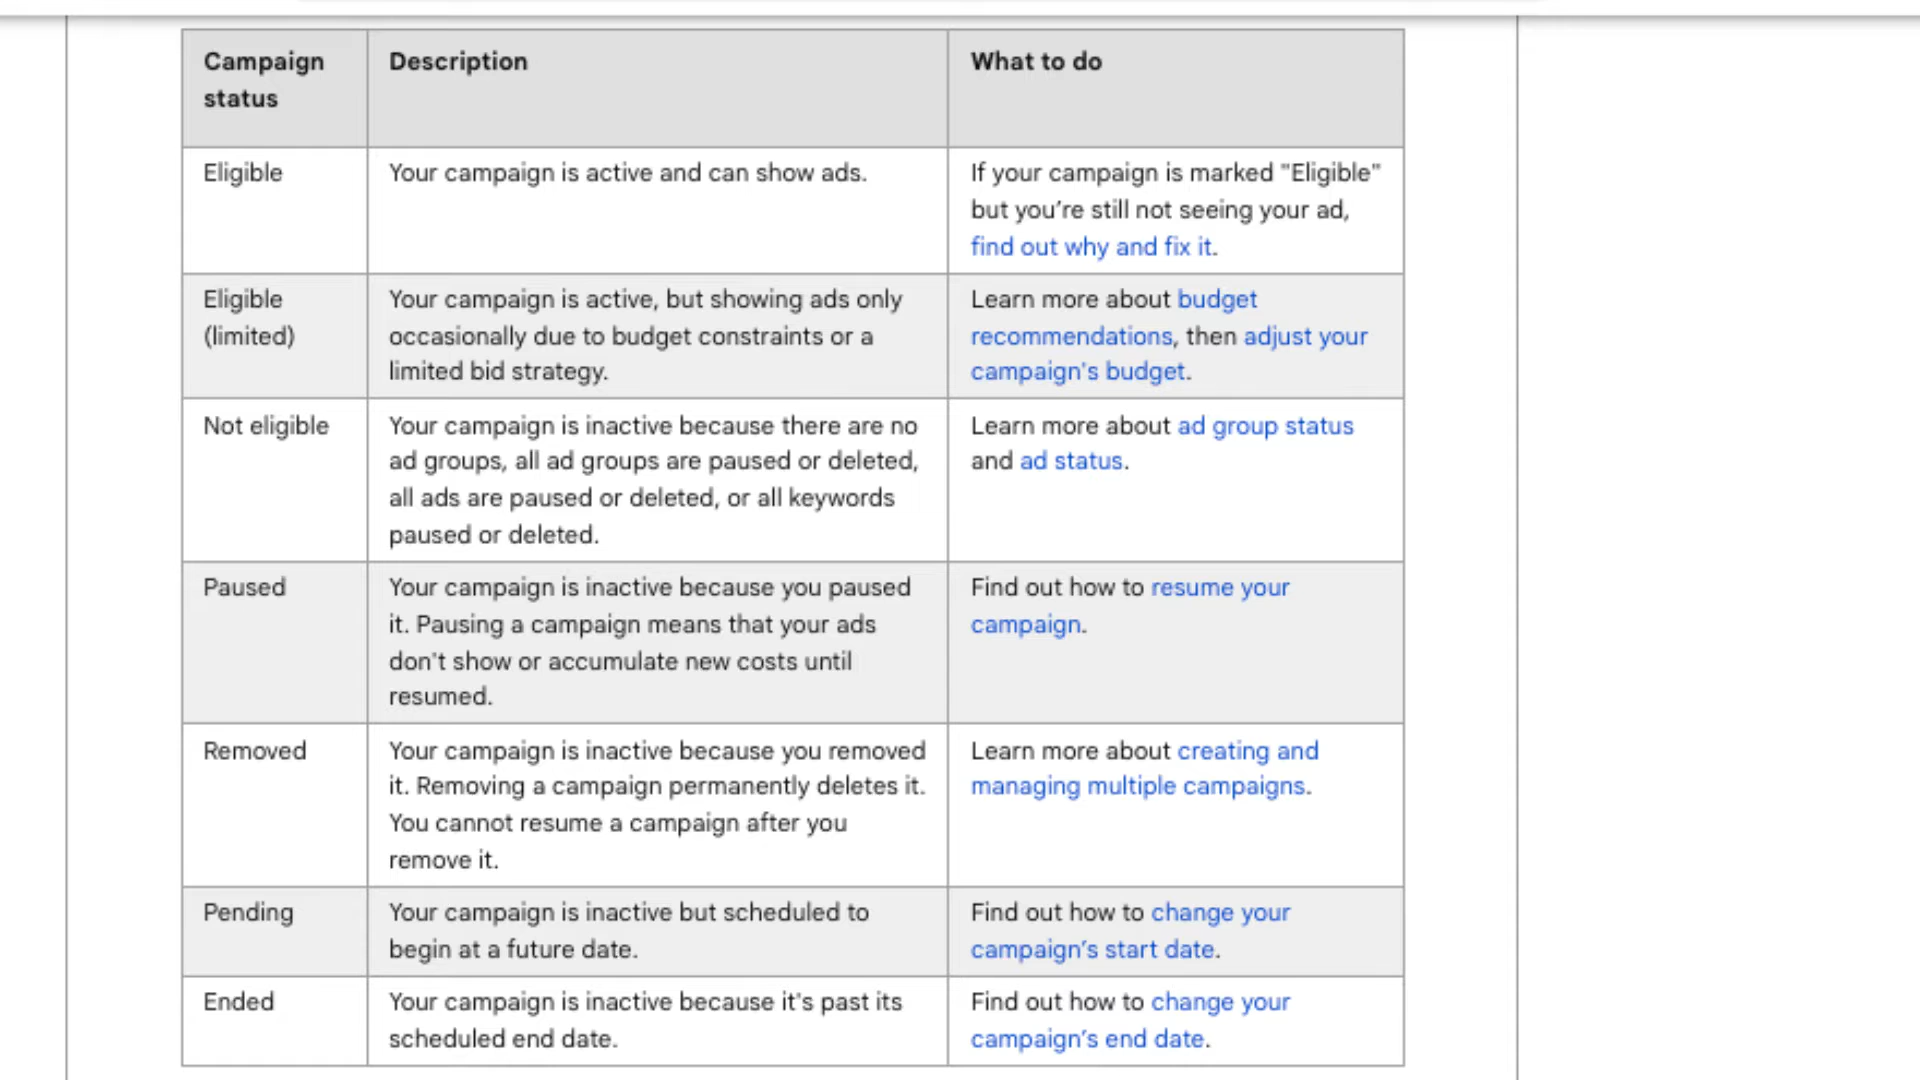 Campaign
status
Description
What to do
Eligible
Your campaign is active and can show ads.
If your campaign is marked "Eligible"
but you’re still not seeing your ad,
find out why and fix it.
Eligible
(limited)
Your campaign is active, but showing ads only
occasionally due to budget constraints or a
limited bid strategy.
Learn more about budget
recommendations, then adjust your
campaign's budget.
Not eligible
Your campaign is inactive because there are no
ad groups, all ad groups are paused or deleted,
all ads are paused or deleted, or all keywords
paused or deleted.
Learn more about ad group status
and ad status.
Paused
Your campaign is inactive because you paused
it. Pausing a campaign means that your ads
don't show or accumulate new costs until
resumed.
Find out how to resume your
campaign.
Removed
Your campaign is inactive because you removed
it. Removing a campaign permanently deletes it.
You cannot resume a campaign after you
remove it.
Learn more about creating and
managing multiple campaigns.
Pending
Your campaign is inactive but scheduled to
begin at a future date.
Find out how to change your
campaign’s start date.
Ended
Your campaign is inactive because it's past its
scheduled end date.
Find out how to change your
campaign’s end date.